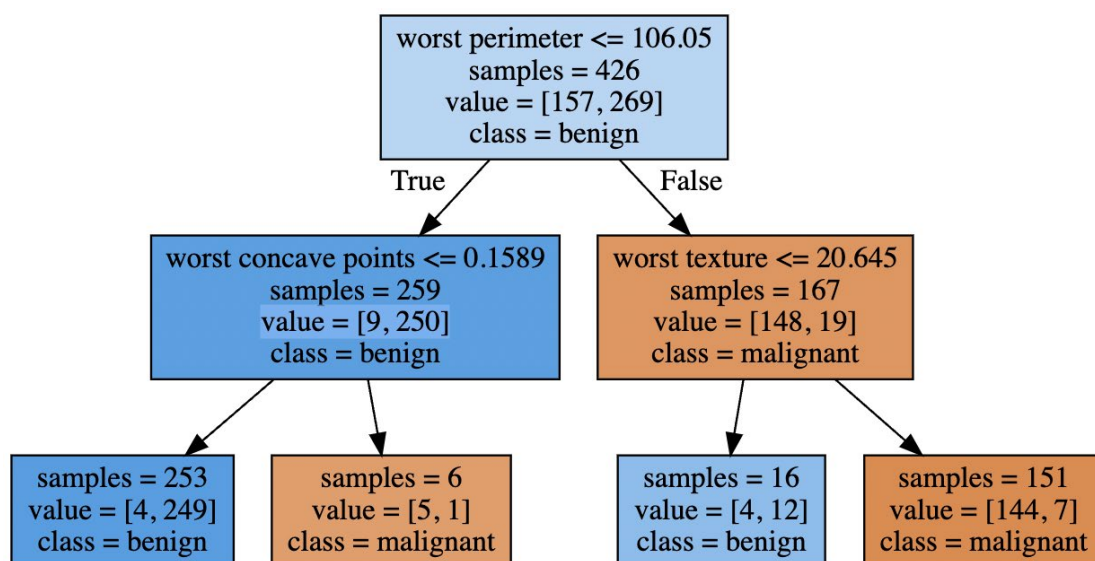 worst perimeter <= 106.05
samples = 426
value = [157, 269]
class = benign
True
False
worst concave points <= 0.1589
samples = 259
value = [9, 250]
class = benign
worst texture <= 20.645
samples = 167
value = [148, 19]
class = malignant
samples = 253
value = [4, 249]
class = benign
samples = 6
value = [5, 1]
class = malignant
samples = 16
value = [4, 12]
class = benign
samples = 151
value = [144, 7]
class = malignant